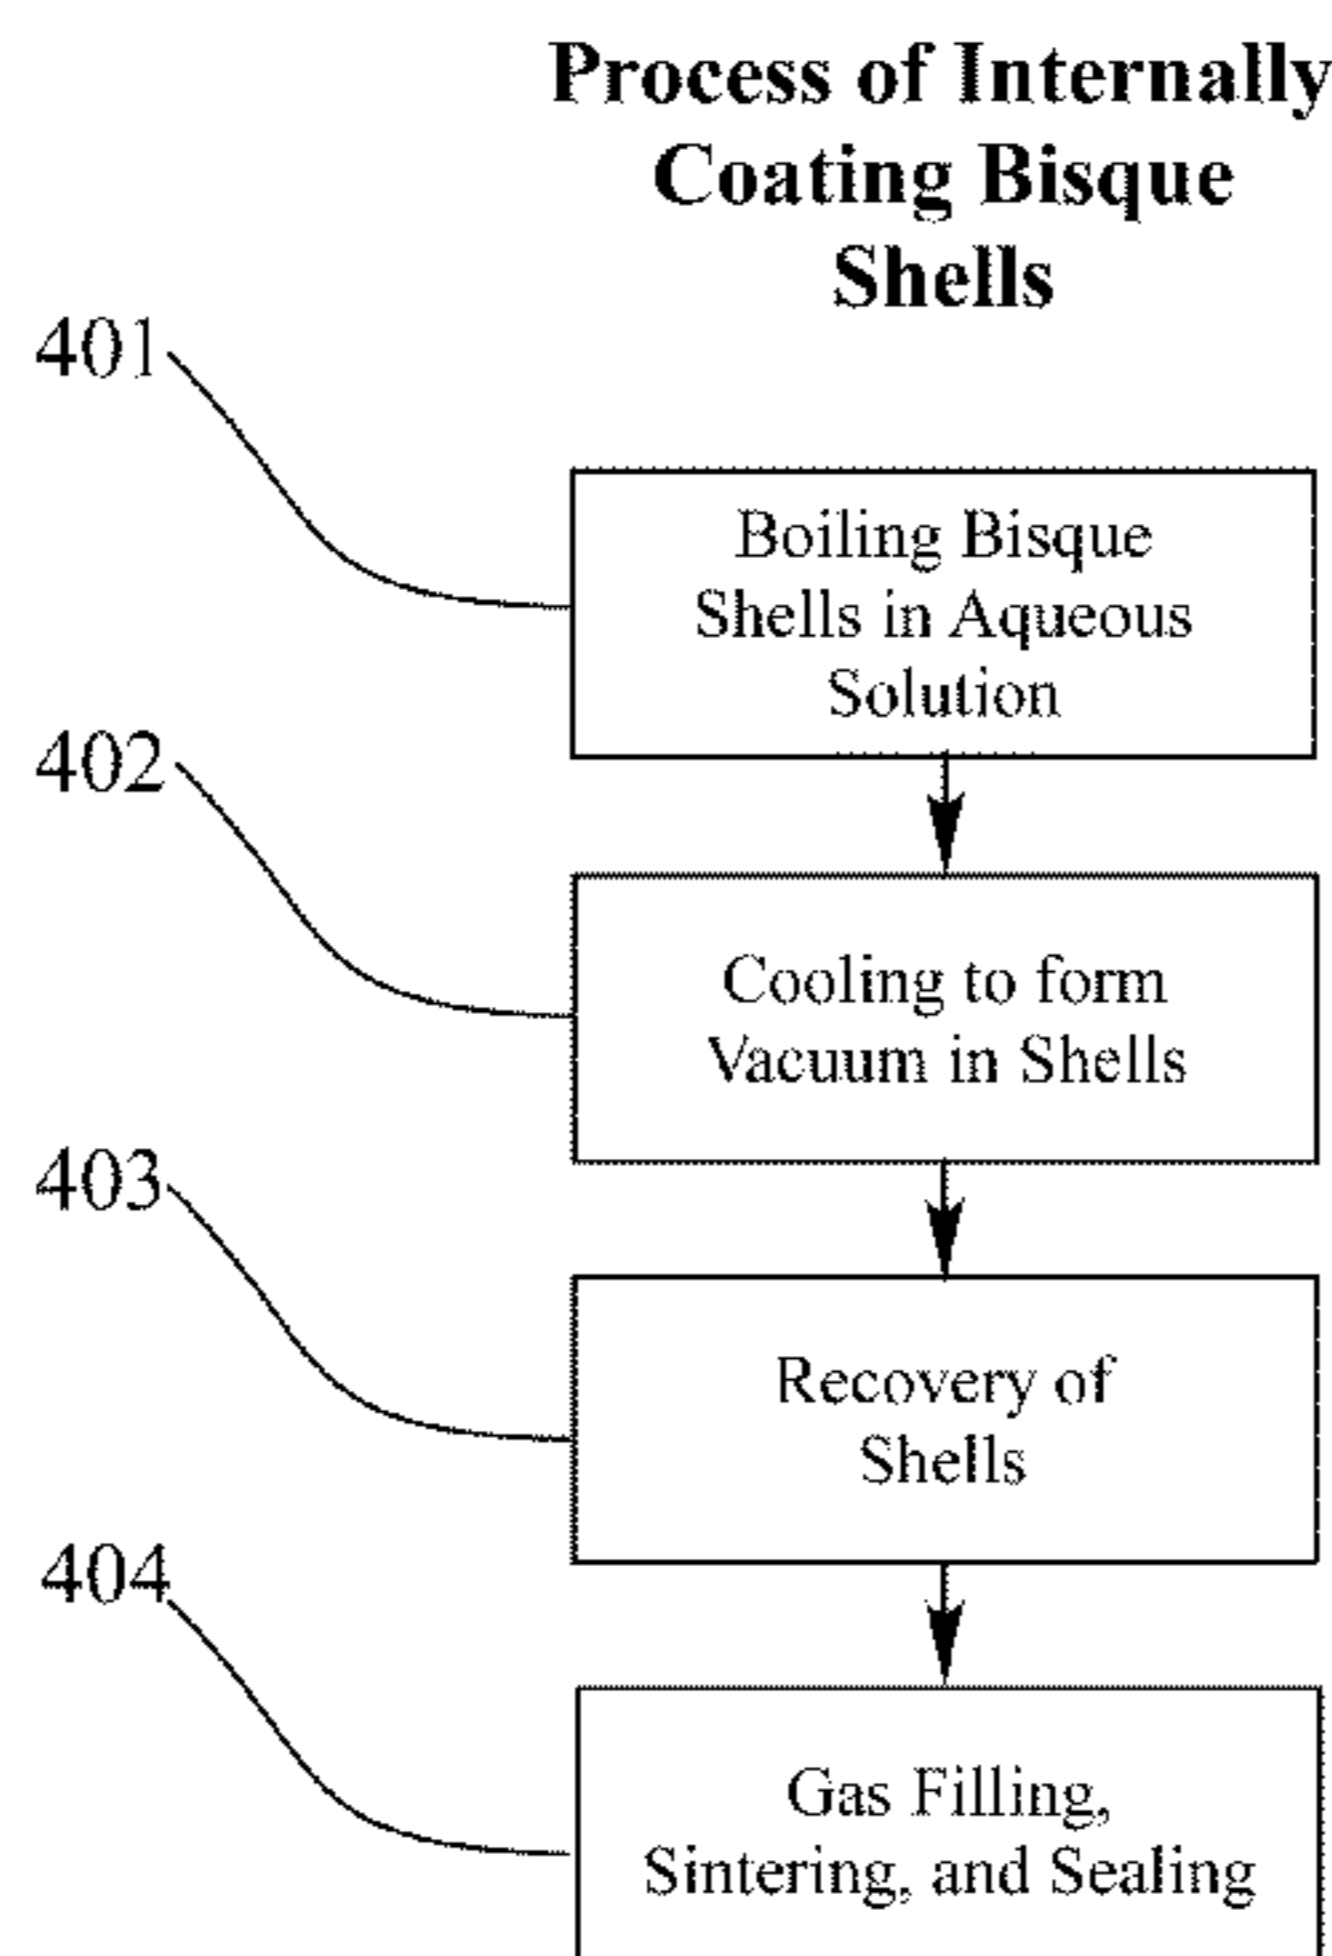 Process of Internally
Coating Bisque
Shells
401
Boiling Bisque
Shells in Aqueous
Solution
402
Cooling to form
Vacuum in Shells
403
Recovery of
Shells
404
Gas Filling,
Sintering, and Sealing